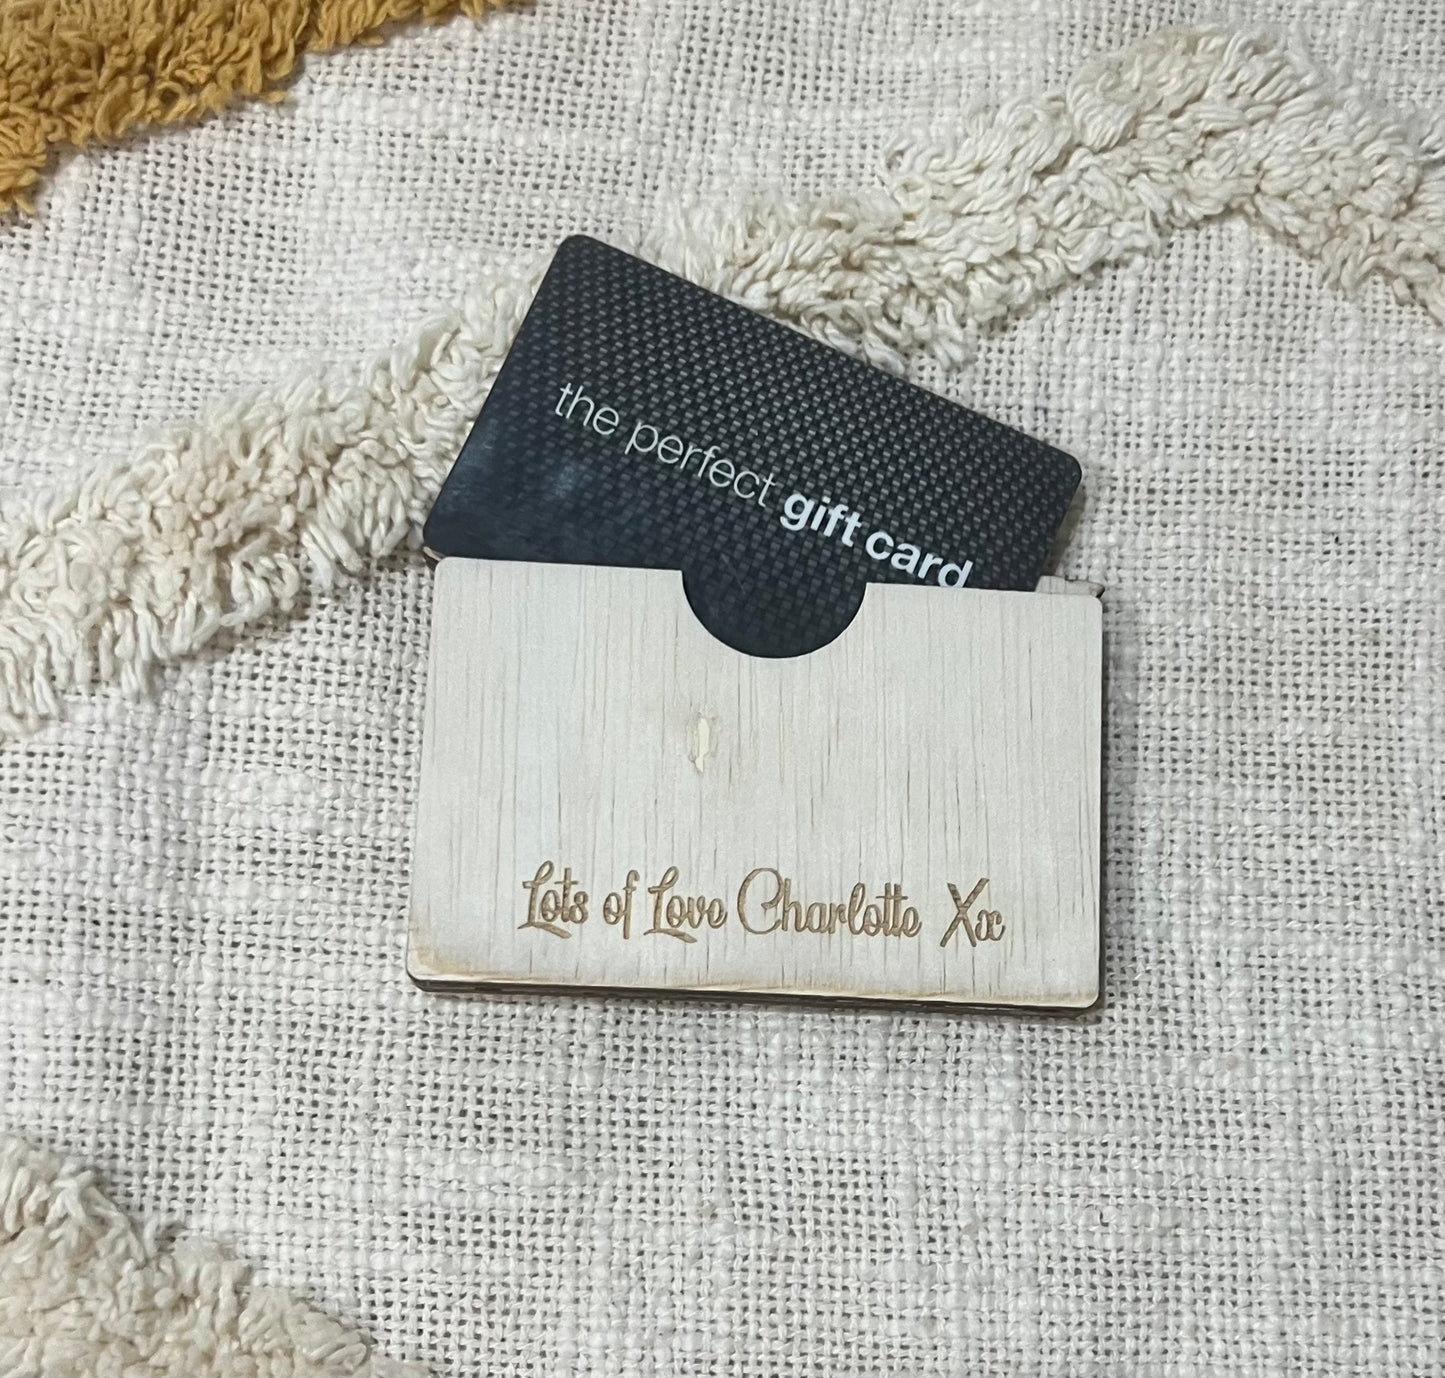 the perfect gift card
Lots of Love Charlotte Xx